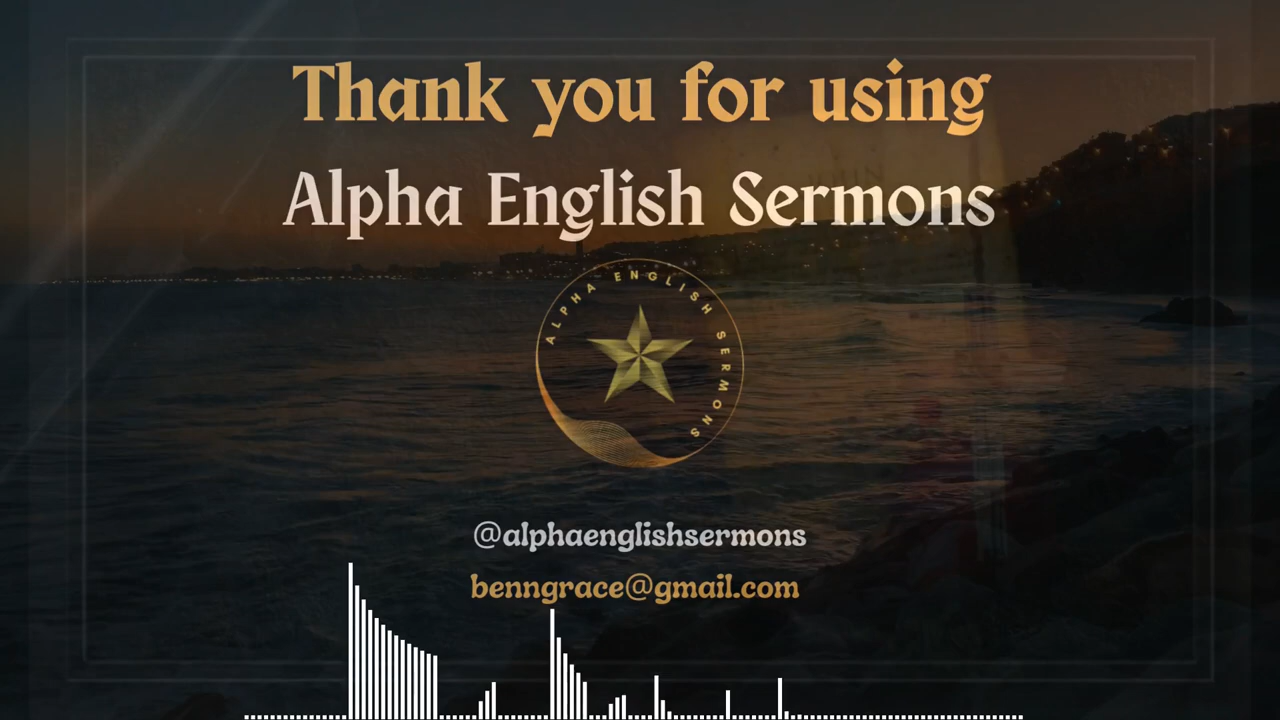 Thank you for using
Alpha English Sermons
ALPHA ENGLISH SERMONS
@alphaenglishsermons
benngrace@gmail.com